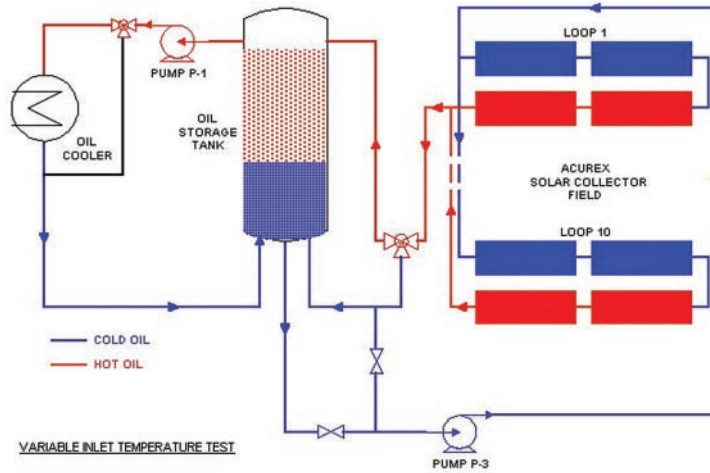 LOOP 1
PUMP P-1
OIL
STORAGE
TANK
OIL
COOLER
ACUREX
SOLAR COLLECTOR
FIELD
LOOP 10
COLD OIL
HOT OIL
VARIABLE INLET TEMPERATURE TEST
PUMP P-3